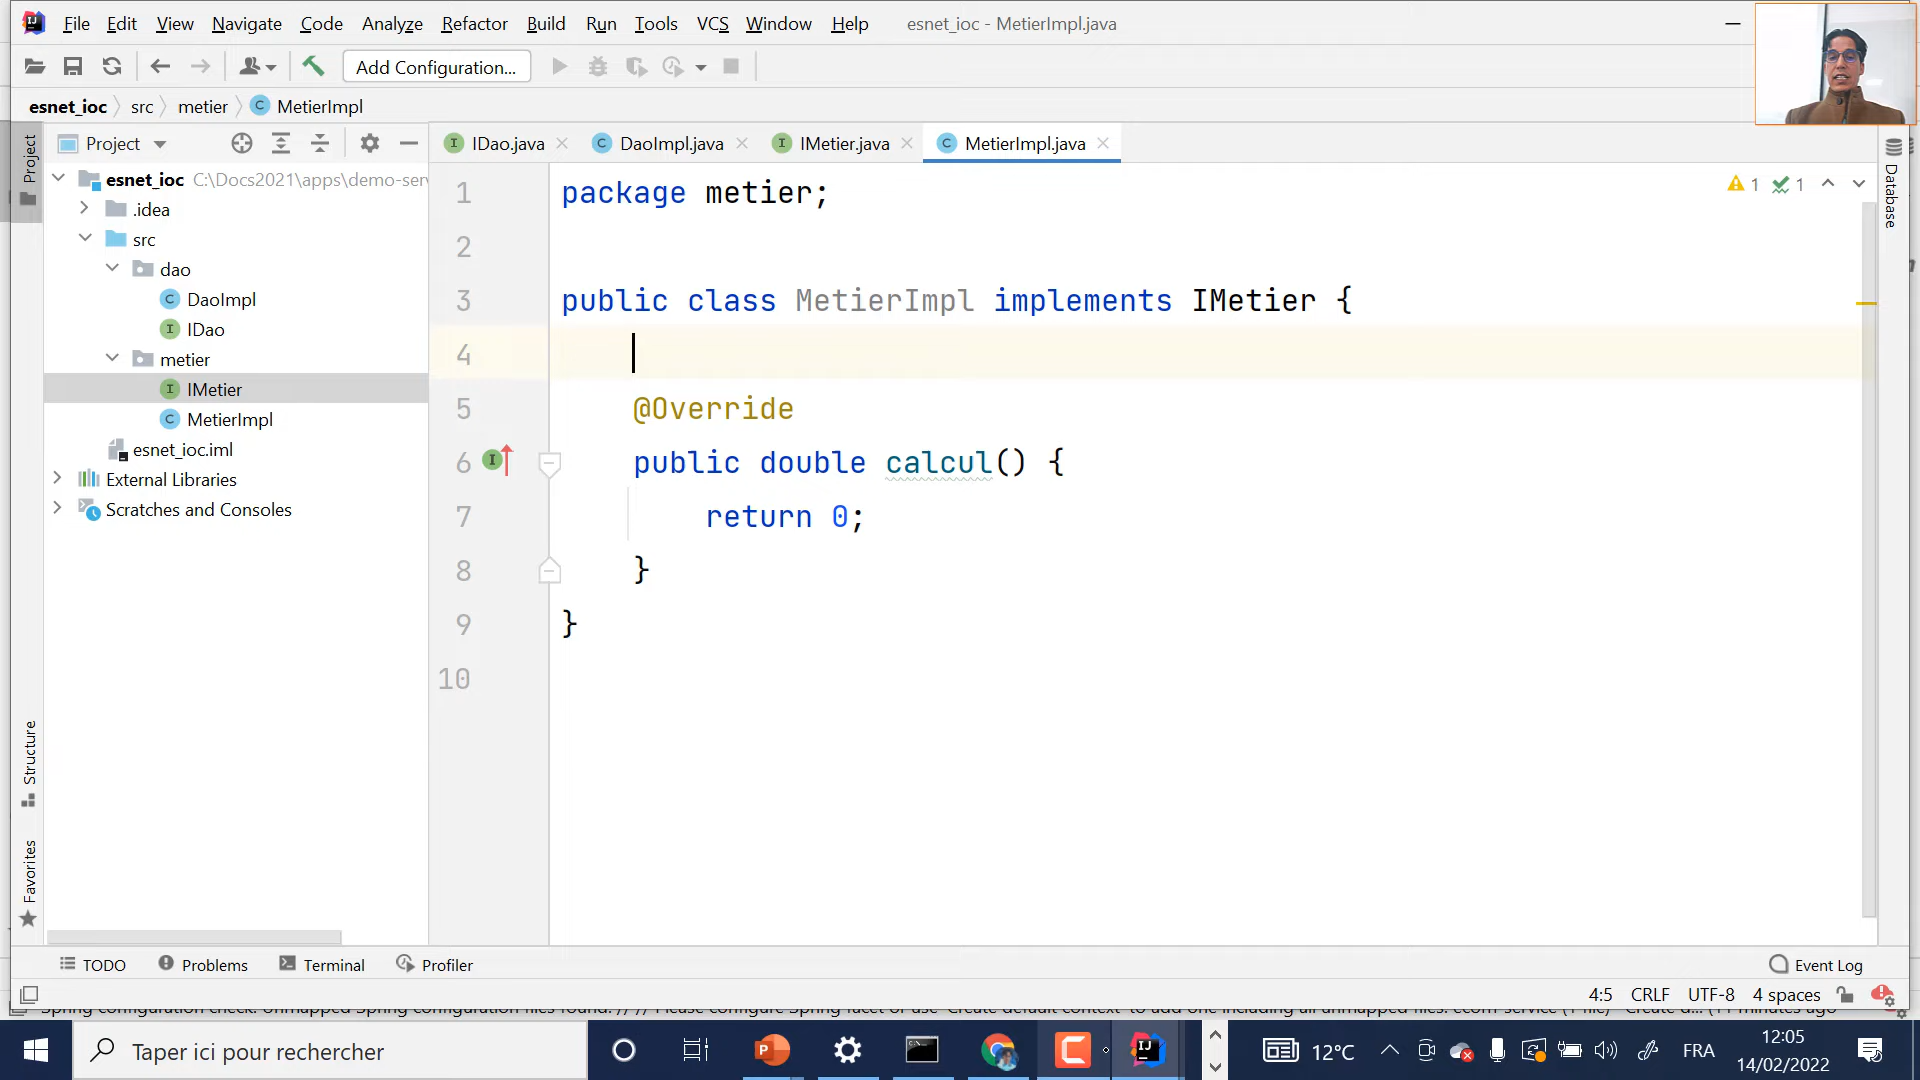 File Edit View Navigate Code Analyze Refactor Build Run Tools VCS Window Help esnet_ioc - MetierImpl.java
Add Configuration...
esnet_ioc src metier MetierImpl
Project
IDao.java DaoImpl.java IMetier.java MetierImpl.java
Project
esnet_ioc C:\Docs2021\apps\demo-ser
.idea
src
dao
DaoImpl
IDao
metier
IMetier
MetierImpl
esnet_ioc.iml
External Libraries
Scratches and Consoles
1 package metier;
2
3 public class MetierImpl implements IMetier {
4
5 @Override
6 public double calcul() {
7 return 0;
8 }
9 }
10
1 1
Database
Structure
Favorites
TODO Problems Terminal Profiler Event Log
4:5 CRLF UTF-8 4 spaces
Taper ici pour rechercher
12°C FRA
12:05
14/02/2022